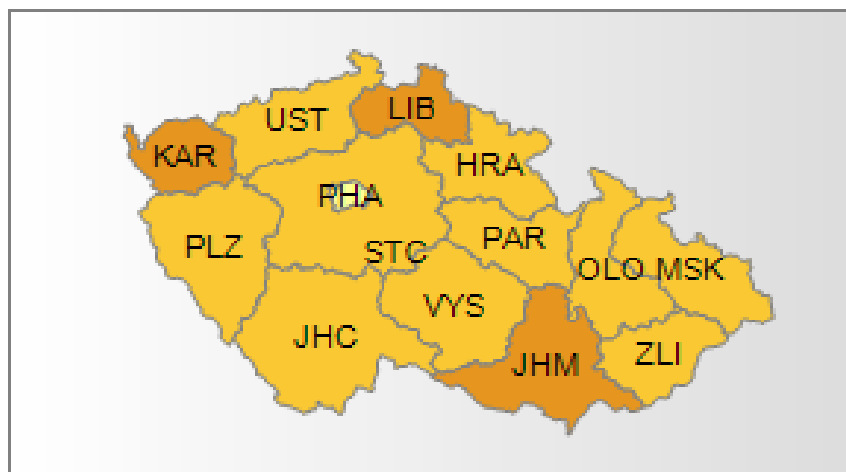 LIB
UST
KAR
HRA
PHA
PLZ
STC
PAR
OLO
MSK
VYS
JHC
JHM
ZLI